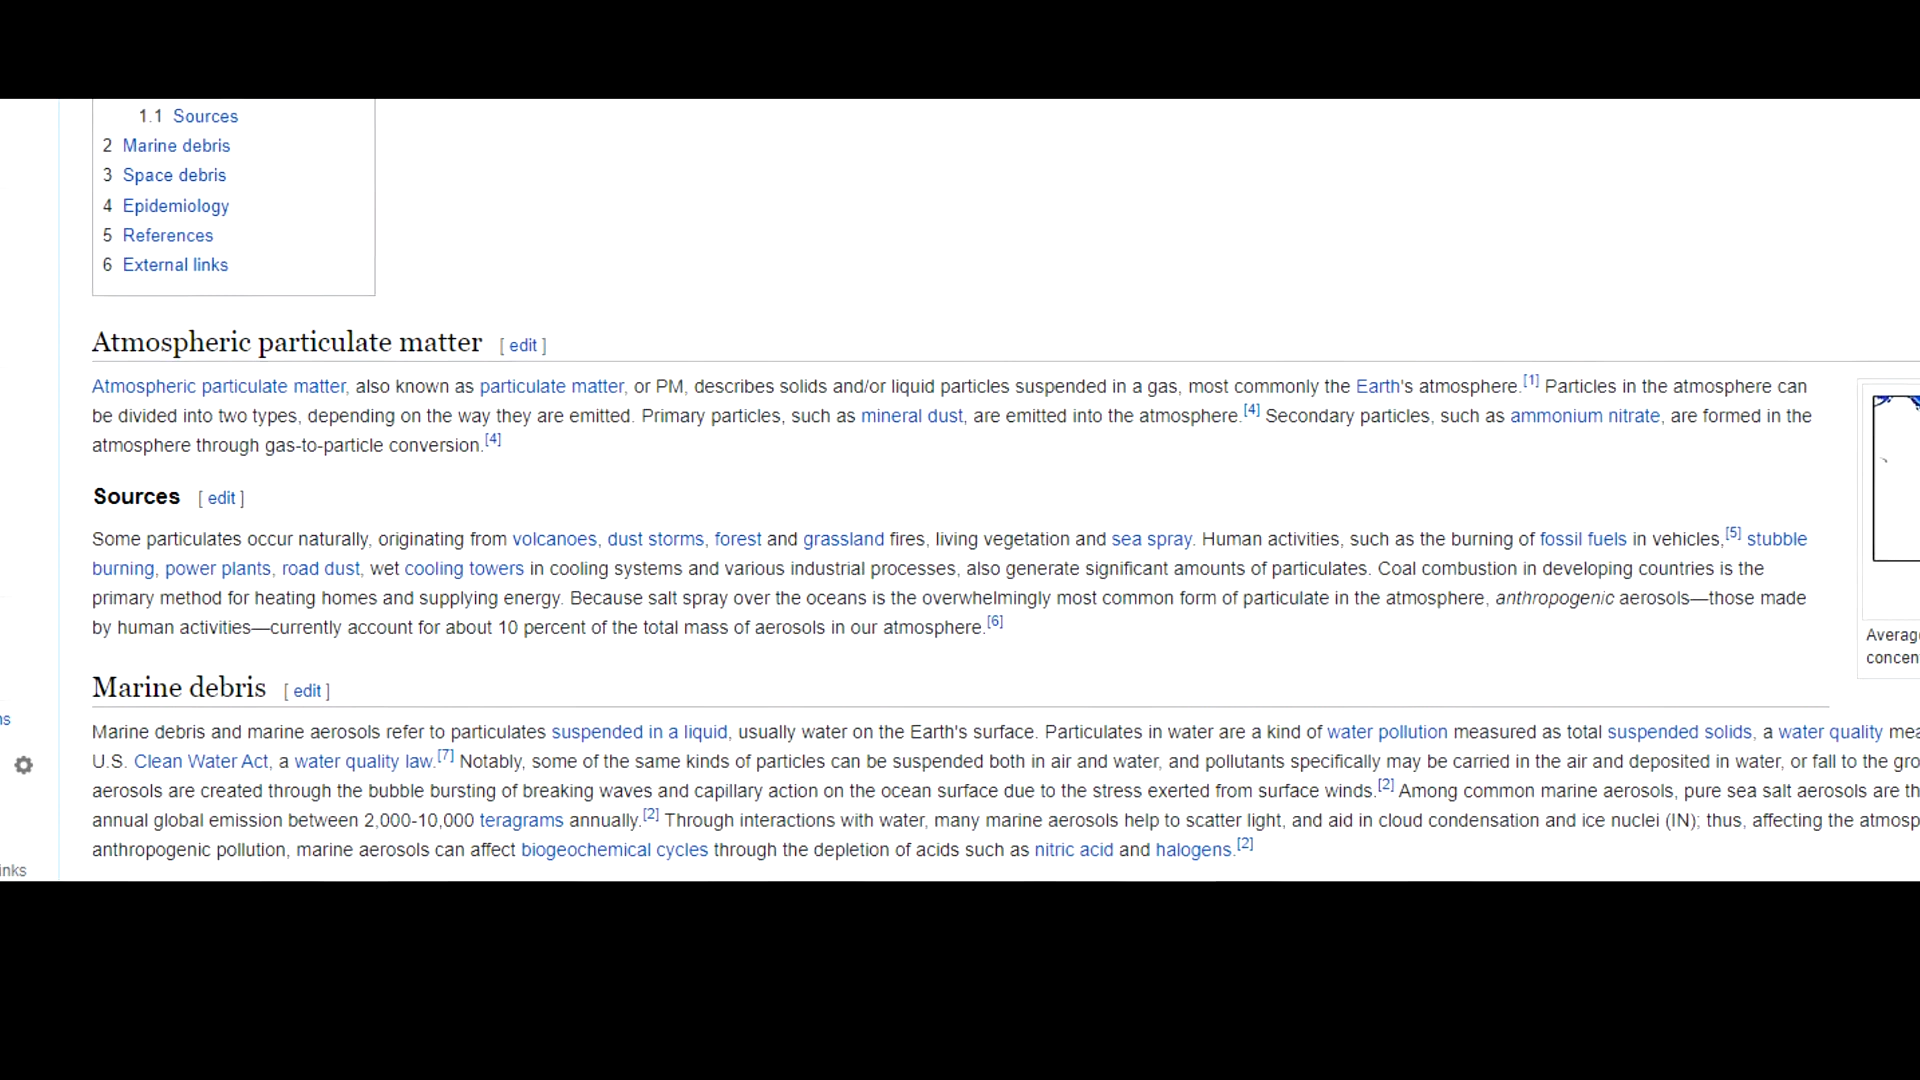 1.1 Sources
2 Marine debris
3 Space debris
4 Epidemiology
5 References
6 External links
Atmospheric particulate matter [ edit ]
Atmospheric particulate matter, also known as particulate matter, or PM, describes solids and/or liquid particles suspended in a gas, most commonly the Earth's atmosphere.[1] Particles in the atmosphere can
be divided into two types, depending on the way they are emitted. Primary particles, such as mineral dust, are emitted into the atmosphere.[4] Secondary particles, such as ammonium nitrate, are formed in the
atmosphere through gas-to-particle conversion.[4]
Sources [ edit ]
Some particulates occur naturally, originating from volcanoes, dust storms, forest and grassland fires, living vegetation and sea spray. Human activities, such as the burning of fossil fuels in vehicles,[5] stubble
burning, power plants, road dust, wet cooling towers in cooling systems and various industrial processes, also generate significant amounts of particulates. Coal combustion in developing countries is the
primary method for heating homes and supplying energy. Because salt spray over the oceans is the overwhelmingly most common form of particulate in the atmosphere, anthropogenic aerosols—those made
by human activities—currently account for about 10 percent of the total mass of aerosols in our atmosphere.[6]
Averag
concen
Marine debris [ edit ]
Marine debris and marine aerosols refer to particulates suspended in a liquid, usually water on the Earth's surface. Particulates in water are a kind of water pollution measured as total suspended solids, a water quality mea
U.S. Clean Water Act, a water quality law.[7] Notably, some of the same kinds of particles can be suspended both in air and water, and pollutants specifically may be carried in the air and deposited in water, or fall to the gro
aerosols are created through the bubble bursting of breaking waves and capillary action on the ocean surface due to the stress exerted from surface winds.[2] Among common marine aerosols, pure sea salt aerosols are th
annual global emission between 2,000-10,000 teragrams annually.[2] Through interactions with water, many marine aerosols help to scatter light, and aid in cloud condensation and ice nuclei (IN); thus, affecting the atmosp
anthropogenic pollution, marine aerosols can affect biogeochemical cycles through the depletion of acids such as nitric acid and halogens.[2]
ns
inks